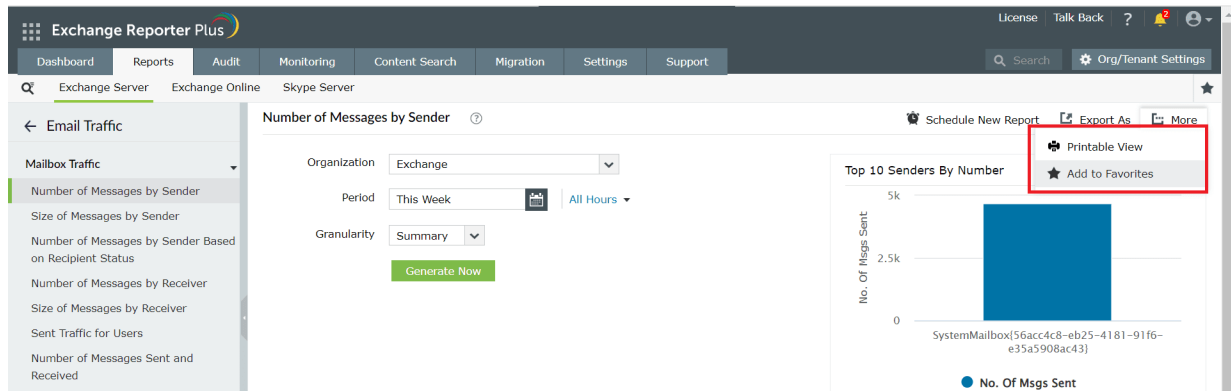 License Talk Back ? 2
Exchange Reporter Plus
Dashboard Reports Audit Monitoring Content Search Migration Settings Support Search Org/Tenant Settings
Exchange Server Exchange Online Skype Server
Email Traffic
Mailbox Traffic
Number of Messages by Sender
Size of Messages by Sender
Number of Messages by Sender Based
on Recipient Status
Number of Messages by Receiver
Size of Messages by Receiver
Sent Traffic for Users
Number of Messages Sent and
Received
Number of Messages by Sender ?
Schedule New Report Export As More
Printable View
Add to Favorites
Organization Exchange
Period This Week All Hours
Granularity Summary
Generate Now
Top 10 Senders By Number
No. Of Msgs Sent
5k
2.5k
0
SystemMailbox{56acc4c8-eb25-4181-91f6-
e35a5908ac43}
No. Of Msgs Sent